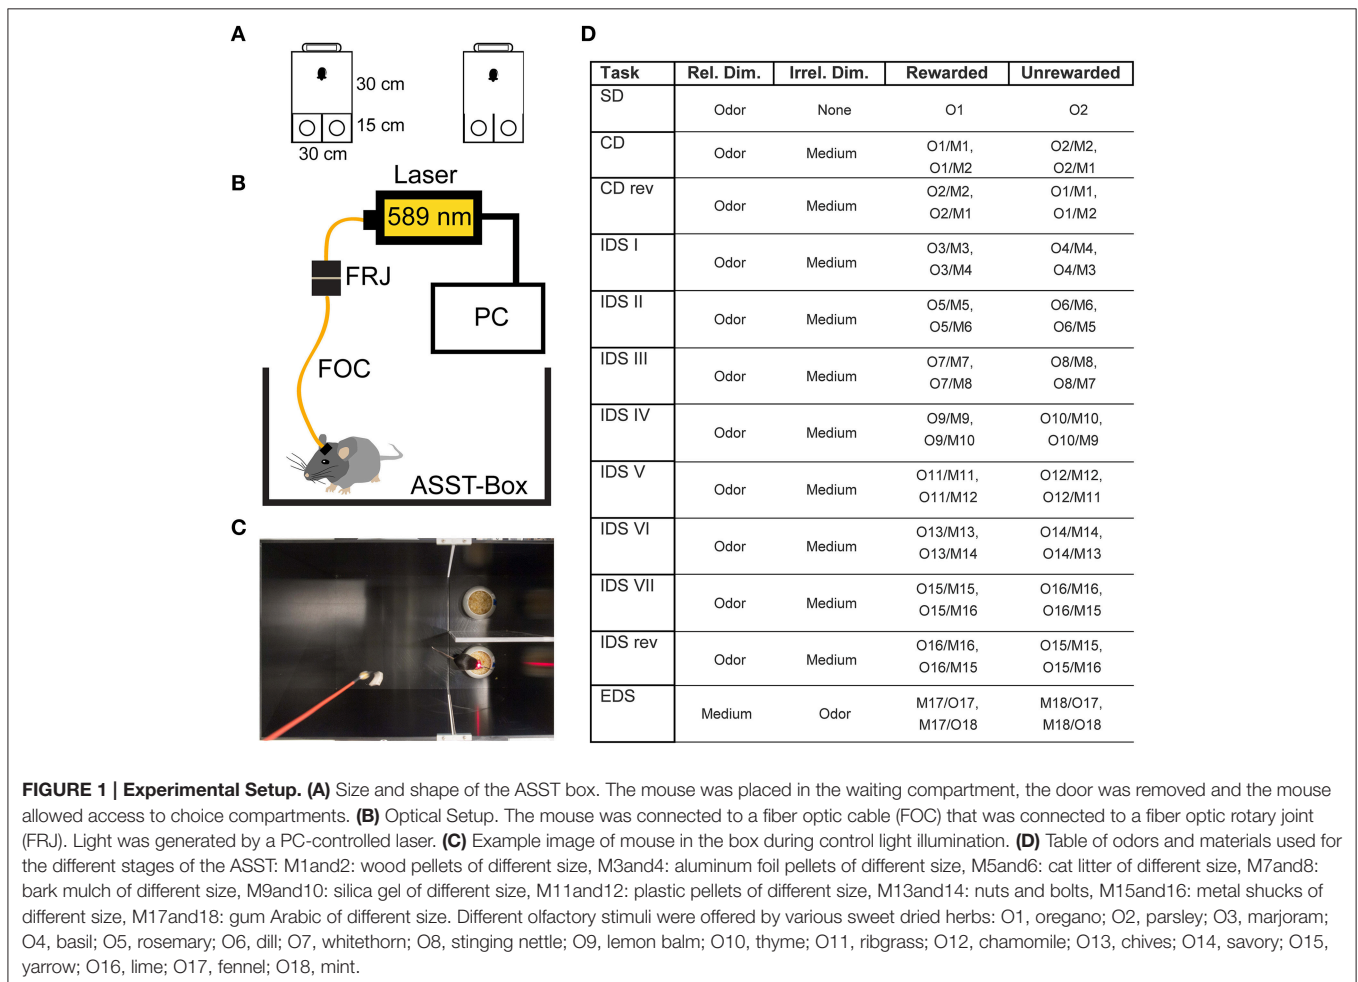 A
30 cm
15 cm
30 cm
B
Laser
589 nm
FRJ
PC
FOC
ASST-Box
C
D
Task Rel. Dim. Irrel. Dim. Rewarded Unrewarded
SD Odor None O1 O2
CD Odor Medium O1/M1, O2/M2,
O1/M2 O2/M1
CD rev Odor Medium O2/M2, O1/M1,
O2/M1 O1/M2
IDS I Odor Medium O3/M3, O4/M4,
O3/M4 O4/M3
IDS II Odor Medium O5/M5, O6/M6,
O5/M6 O6/M5
IDS III Odor Medium O7/M7, O8/M8,
O7/M8 O8/M7
IDS IV Odor Medium O9/M9, O10/M10,
O9/M10 O10/M9
IDS V Odor Medium O11/M11, O12/M12,
O11/M12 O12/M11
IDS VI Odor Medium O13/M13, O14/M14,
O13/M14 O14/M13
IDS VII Odor Medium O15/M15, O16/M16,
O15/M16 O16/M15
IDS rev Odor Medium O16/M16, O15/M15,
O16/M15 O15/M16
EDS Medium Odor M17/O17, M18/O17,
M17/O18 M18/O18
FIGURE 1 | Experimental Setup. (A) Size and shape of the ASST box. The mouse was placed in the waiting compartment, the door was removed and the mouse
allowed access to choice compartments. (B) Optical Setup. The mouse was connected to a fiber optic cable (FOC) that was connected to a fiber optic rotary joint
(FRJ). Light was generated by a PC-controlled laser. (C) Example image of mouse in the box during control light illumination. (D) Table of odors and materials used for
the different stages of the ASST: M1and2: wood pellets of different size, M3and4: aluminum foil pellets of different size, M5and6: cat litter of different size, M7and8:
bark mulch of different size, M9and10: silica gel of different size, M11and12: plastic pellets of different size, M13and14: nuts and bolts, M15and16: metal shucks of
different size, M17and18: gum Arabic of different size. Different olfactory stimuli were offered by various sweet dried herbs: O1, oregano; O2, parsley; O3, marjoram;
O4, basil; O5, rosemary; O6, dill; O7, whitethorn; O8, stinging nettle; O9, lemon balm; O10, thyme; O11, ribgrass; O12, chamomile; O13, chives; O14, savory; O15,
yarrow; O16, lime; O17, fennel; O18, mint.